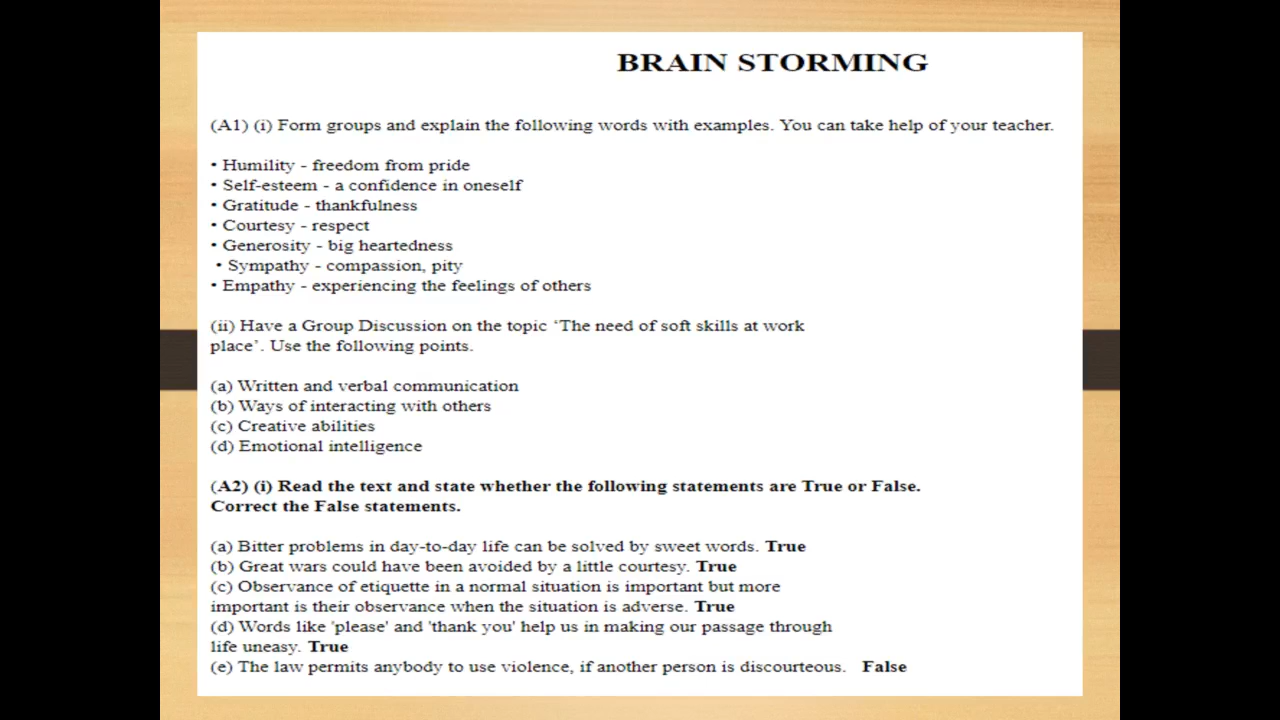 BRAIN STORMING
(A1) (i) Form groups and explain the following words with examples. You can take help of your teacher.
• Humility - freedom from pride
• Self-esteem - a confidence in oneself
• Gratitude - thankfulness
• Courtesy - respect
• Generosity - big heartedness
• Sympathy - compassion, pity
• Empathy - experiencing the feelings of others
(ii) Have a Group Discussion on the topic ‘The need of soft skills at work
place’. Use the following points.
(a) Written and verbal communication
(b) Ways of interacting with others
(c) Creative abilities
(d) Emotional intelligence
(A2) (i) Read the text and state whether the following statements are True or False.
Correct the False statements.
(a) Bitter problems in day-to-day life can be solved by sweet words. True
(b) Great wars could have been avoided by a little courtesy. True
(c) Observance of etiquette in a normal situation is important but more
important is their observance when the situation is adverse. True
(d) Words like 'please' and 'thank you' help us in making our passage through
life uneasy. True
(e) The law permits anybody to use violence, if another person is discourteous. False